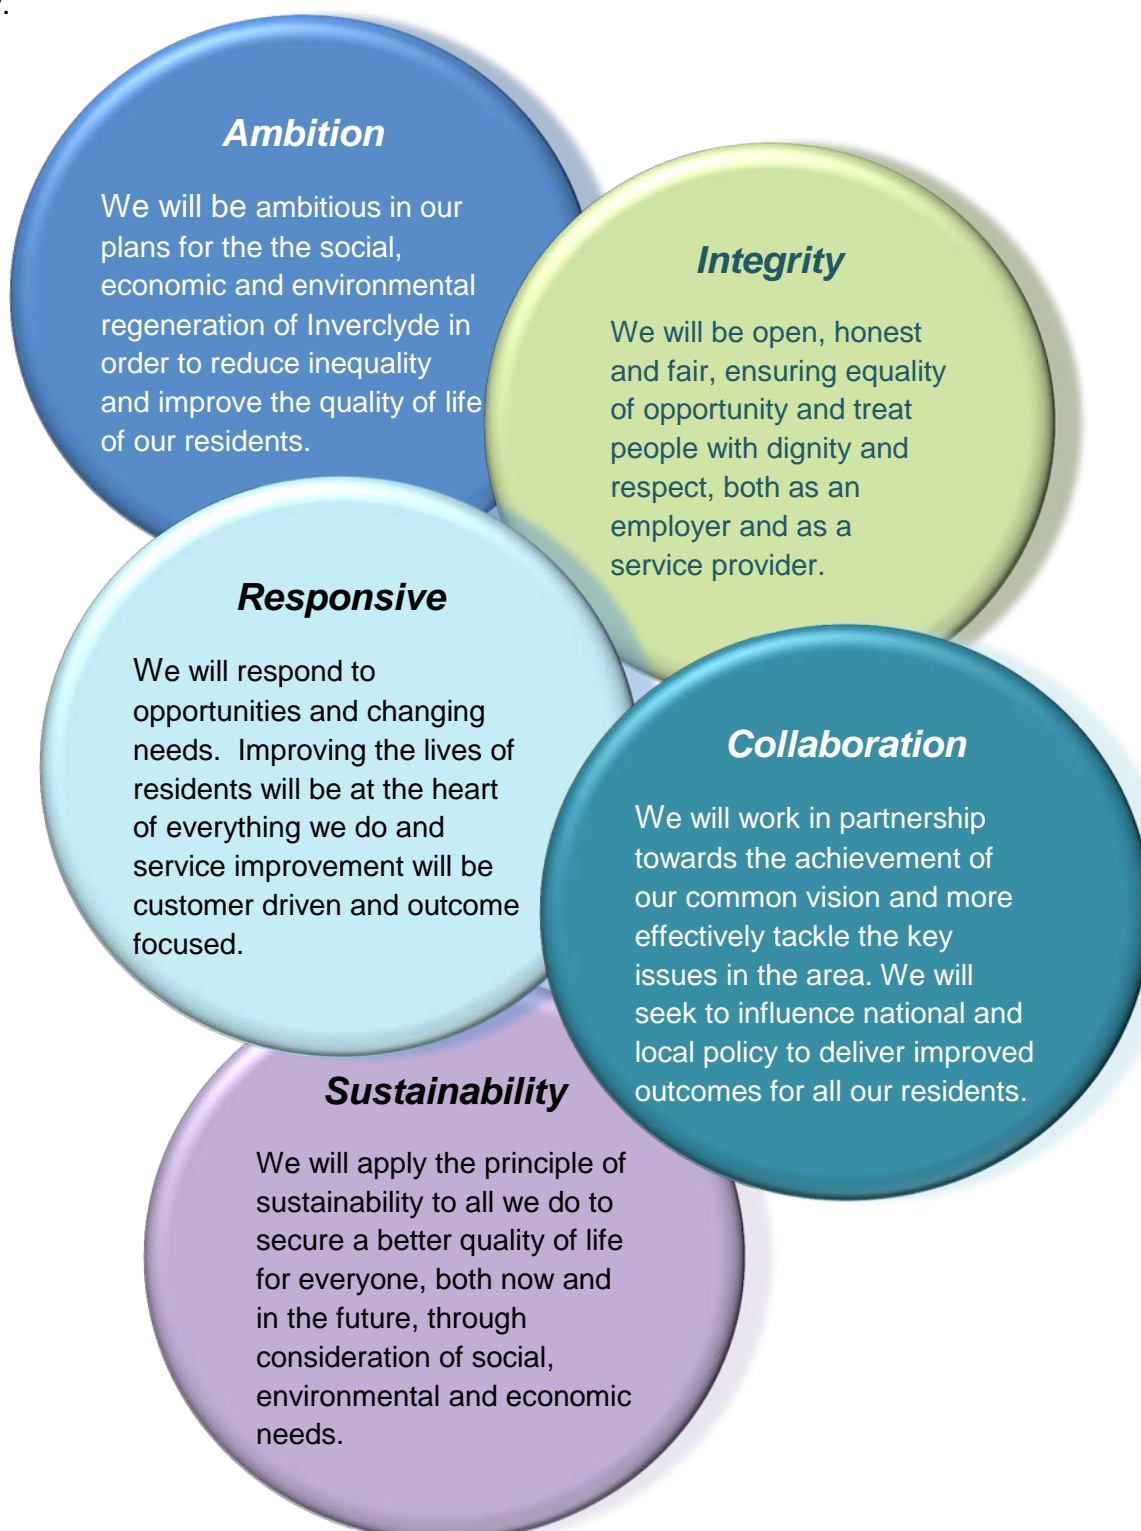 Ambition
We will be ambitious in our
plans for the the social,
economic and environmental
regeneration of Inverclyde in
order to reduce inequality
and improve the quality of life
of our residents.
Integrity
We will be open, honest
and fair, ensuring equality
of opportunity and treat
people with dignity and
respect, both as an
employer and as a
service provider.
Responsive
We will respond to
opportunities and changing
needs.  Improving the lives of
residents will be at the heart
of everything we do and
service improvement will be
customer driven and outcome
focused.
Collaboration
We will work in partnership
towards the achievement of
our common vision and more
effectively tackle the key
issues in the area. We will
seek to influence national and
local policy to deliver improved
outcomes for all our residents.
Sustainability
We will apply the principle of
sustainability to all we do to
secure a better quality of life
for everyone, both now and
in the future, through
consideration of social,
environmental and economic
needs.